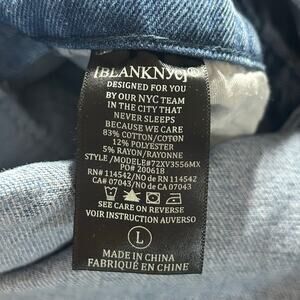 [BLANKNYC]®
DESIGNED FOR YOU
BY OUR NYC TEAM
IN THE CITY THAT
NEVER SLEEPS
BECAUSE WE CARE
83% COTTON/COTON
12% POLYESTER
5% RAYON/RAYONNE
STYLE /MODELE#72XV3556MX
PO# 200618
RN# 114542/NO de RN 114542
CA# 07043/NO de CA 07043
SEE CARE ON REVERSE
VOIR INSTRUCTION AUVERSO
L
MADE IN CHINA
FABRIQUÉ EN CHINE